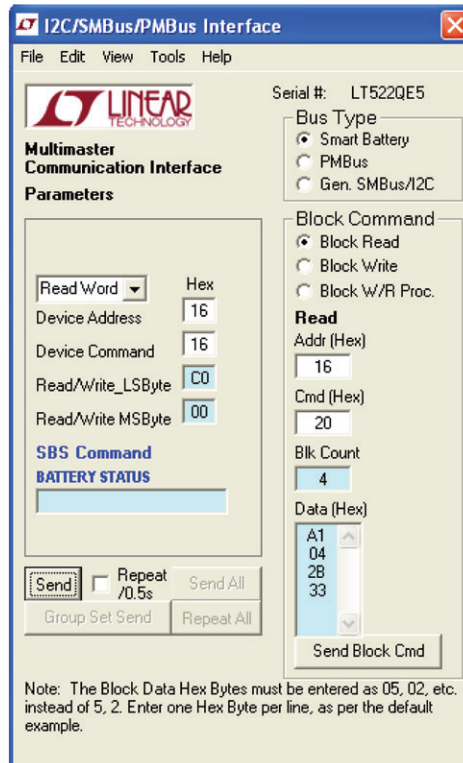 I2C/SMBus/PMBus Interface
File Edit View Tools Help
LINEAR
TECHNOLOGY
Serial #: LT522QE5
Multimaster
Communication Interface
Parameters
Read Word
Hex
Device Address 16
Device Command 16
Read/Write_LSByte C0
Read/Write MSByte 00
SBS Command
BATTERY STATUS
Send
Repeat
/0.5s
Send All
Group Set Send
Repeat All
Bus Type
Smart Battery
PMBus
Gen. SMBus/I2C
Block Command
Block Read
Block Write
Block W/R Proc.
Read
Addr (Hex)
16
Cmd (Hex)
20
Blk Count
4
Data (Hex)
A1
04
2B
33
Send Block Cmd
Note: The Block Data Hex Bytes must be entered as 05, 02, etc.
instead of 5, 2. Enter one Hex Byte per line, as per the default
example.